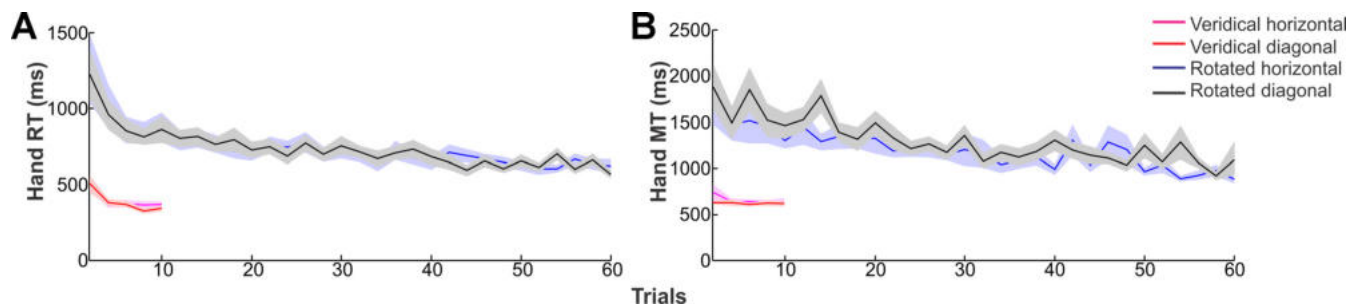 A
Hand RT (ms)
1500
1000
500
0
10
20
30
40
50
60
B
Hand MT (ms)
2500
2000
1500
1000
500
0
10
20
30
40
50
60
Trials
Veridical horizontal
Veridical diagonal
Rotated horizontal
Rotated diagonal